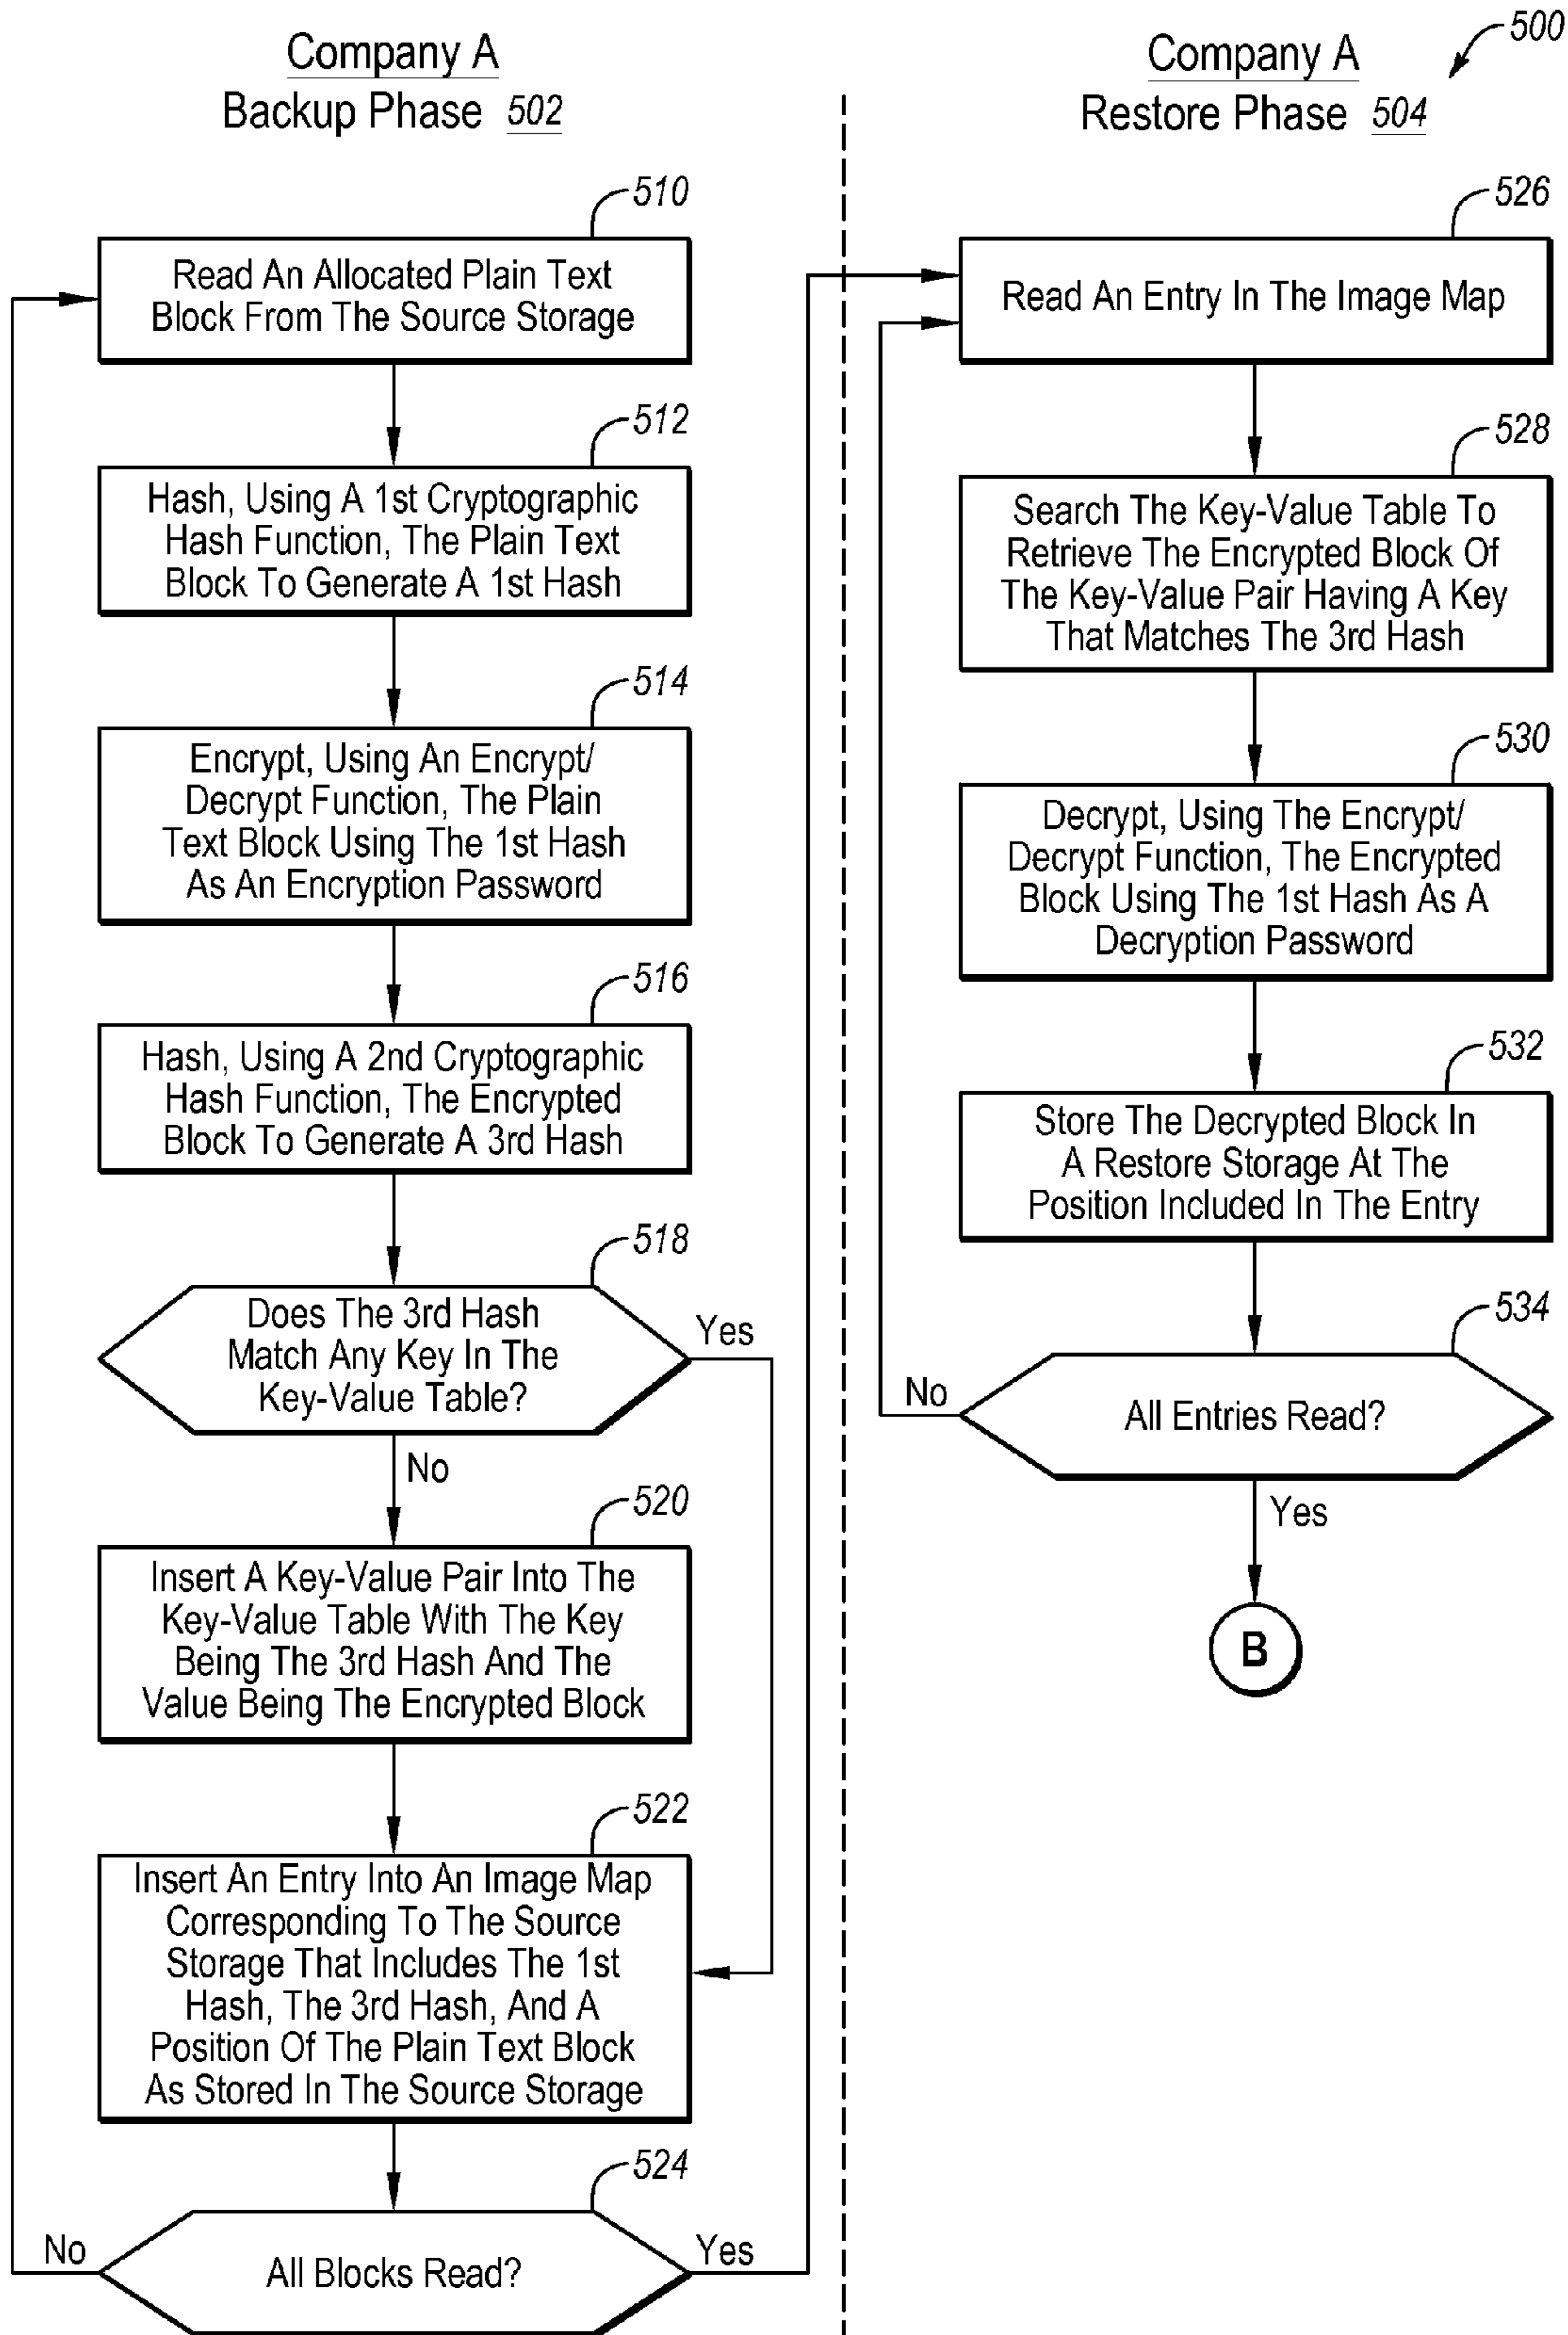 Company A
Backup Phase 502
510
Read An Allocated Plain Text
Block From The Source Storage
512
Hash, Using A 1st Cryptographic
Hash Function, The Plain Text
Block To Generate A 1st Hash
514
Encrypt, Using An Encrypt/
Decrypt Function, The Plain
Text Block Using The 1st Hash
As An Encryption Password
516
Hash, Using A 2nd Cryptographic
Hash Function, The Encrypted
Block To Generate A 3rd Hash
518
Does The 3rd Hash
Match Any Key In The
Key-Value Table?
Yes
No
520
Insert A Key-Value Pair Into The
Key-Value Table With The Key
Being The 3rd Hash And The
Value Being The Encrypted Block
522
Insert An Entry Into An Image Map
Corresponding To The Source
Storage That Includes The 1st
Hash, The 3rd Hash, And A
Position Of The Plain Text Block
As Stored In The Source Storage
524
No
All Blocks Read?
Yes
500
Company A
Restore Phase 504
526
Read An Entry In The Image Map
528
Search The Key-Value Table To
Retrieve The Encrypted Block Of
The Key-Value Pair Having A Key
That Matches The 3rd Hash
530
Decrypt, Using The Encrypt/
Decrypt Function, The Encrypted
Block Using The 1st Hash As A
Decryption Password
532
Store The Decrypted Block In
A Restore Storage At The
Position Included In The Entry
534
No
All Entries Read?
Yes
B